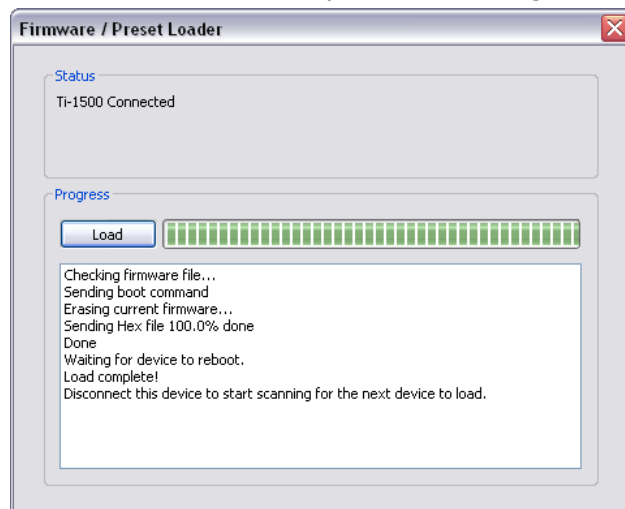 Firmware / Preset Loader
Status
Ti-1500 Connected
Progress
Load
Checking firmware file...
Sending boot command
Erasing current firmware...
Sending Hex file 100.0% done
Done
Waiting for device to reboot.
Load complete!
Disconnect this device to start scanning for the next device to load.